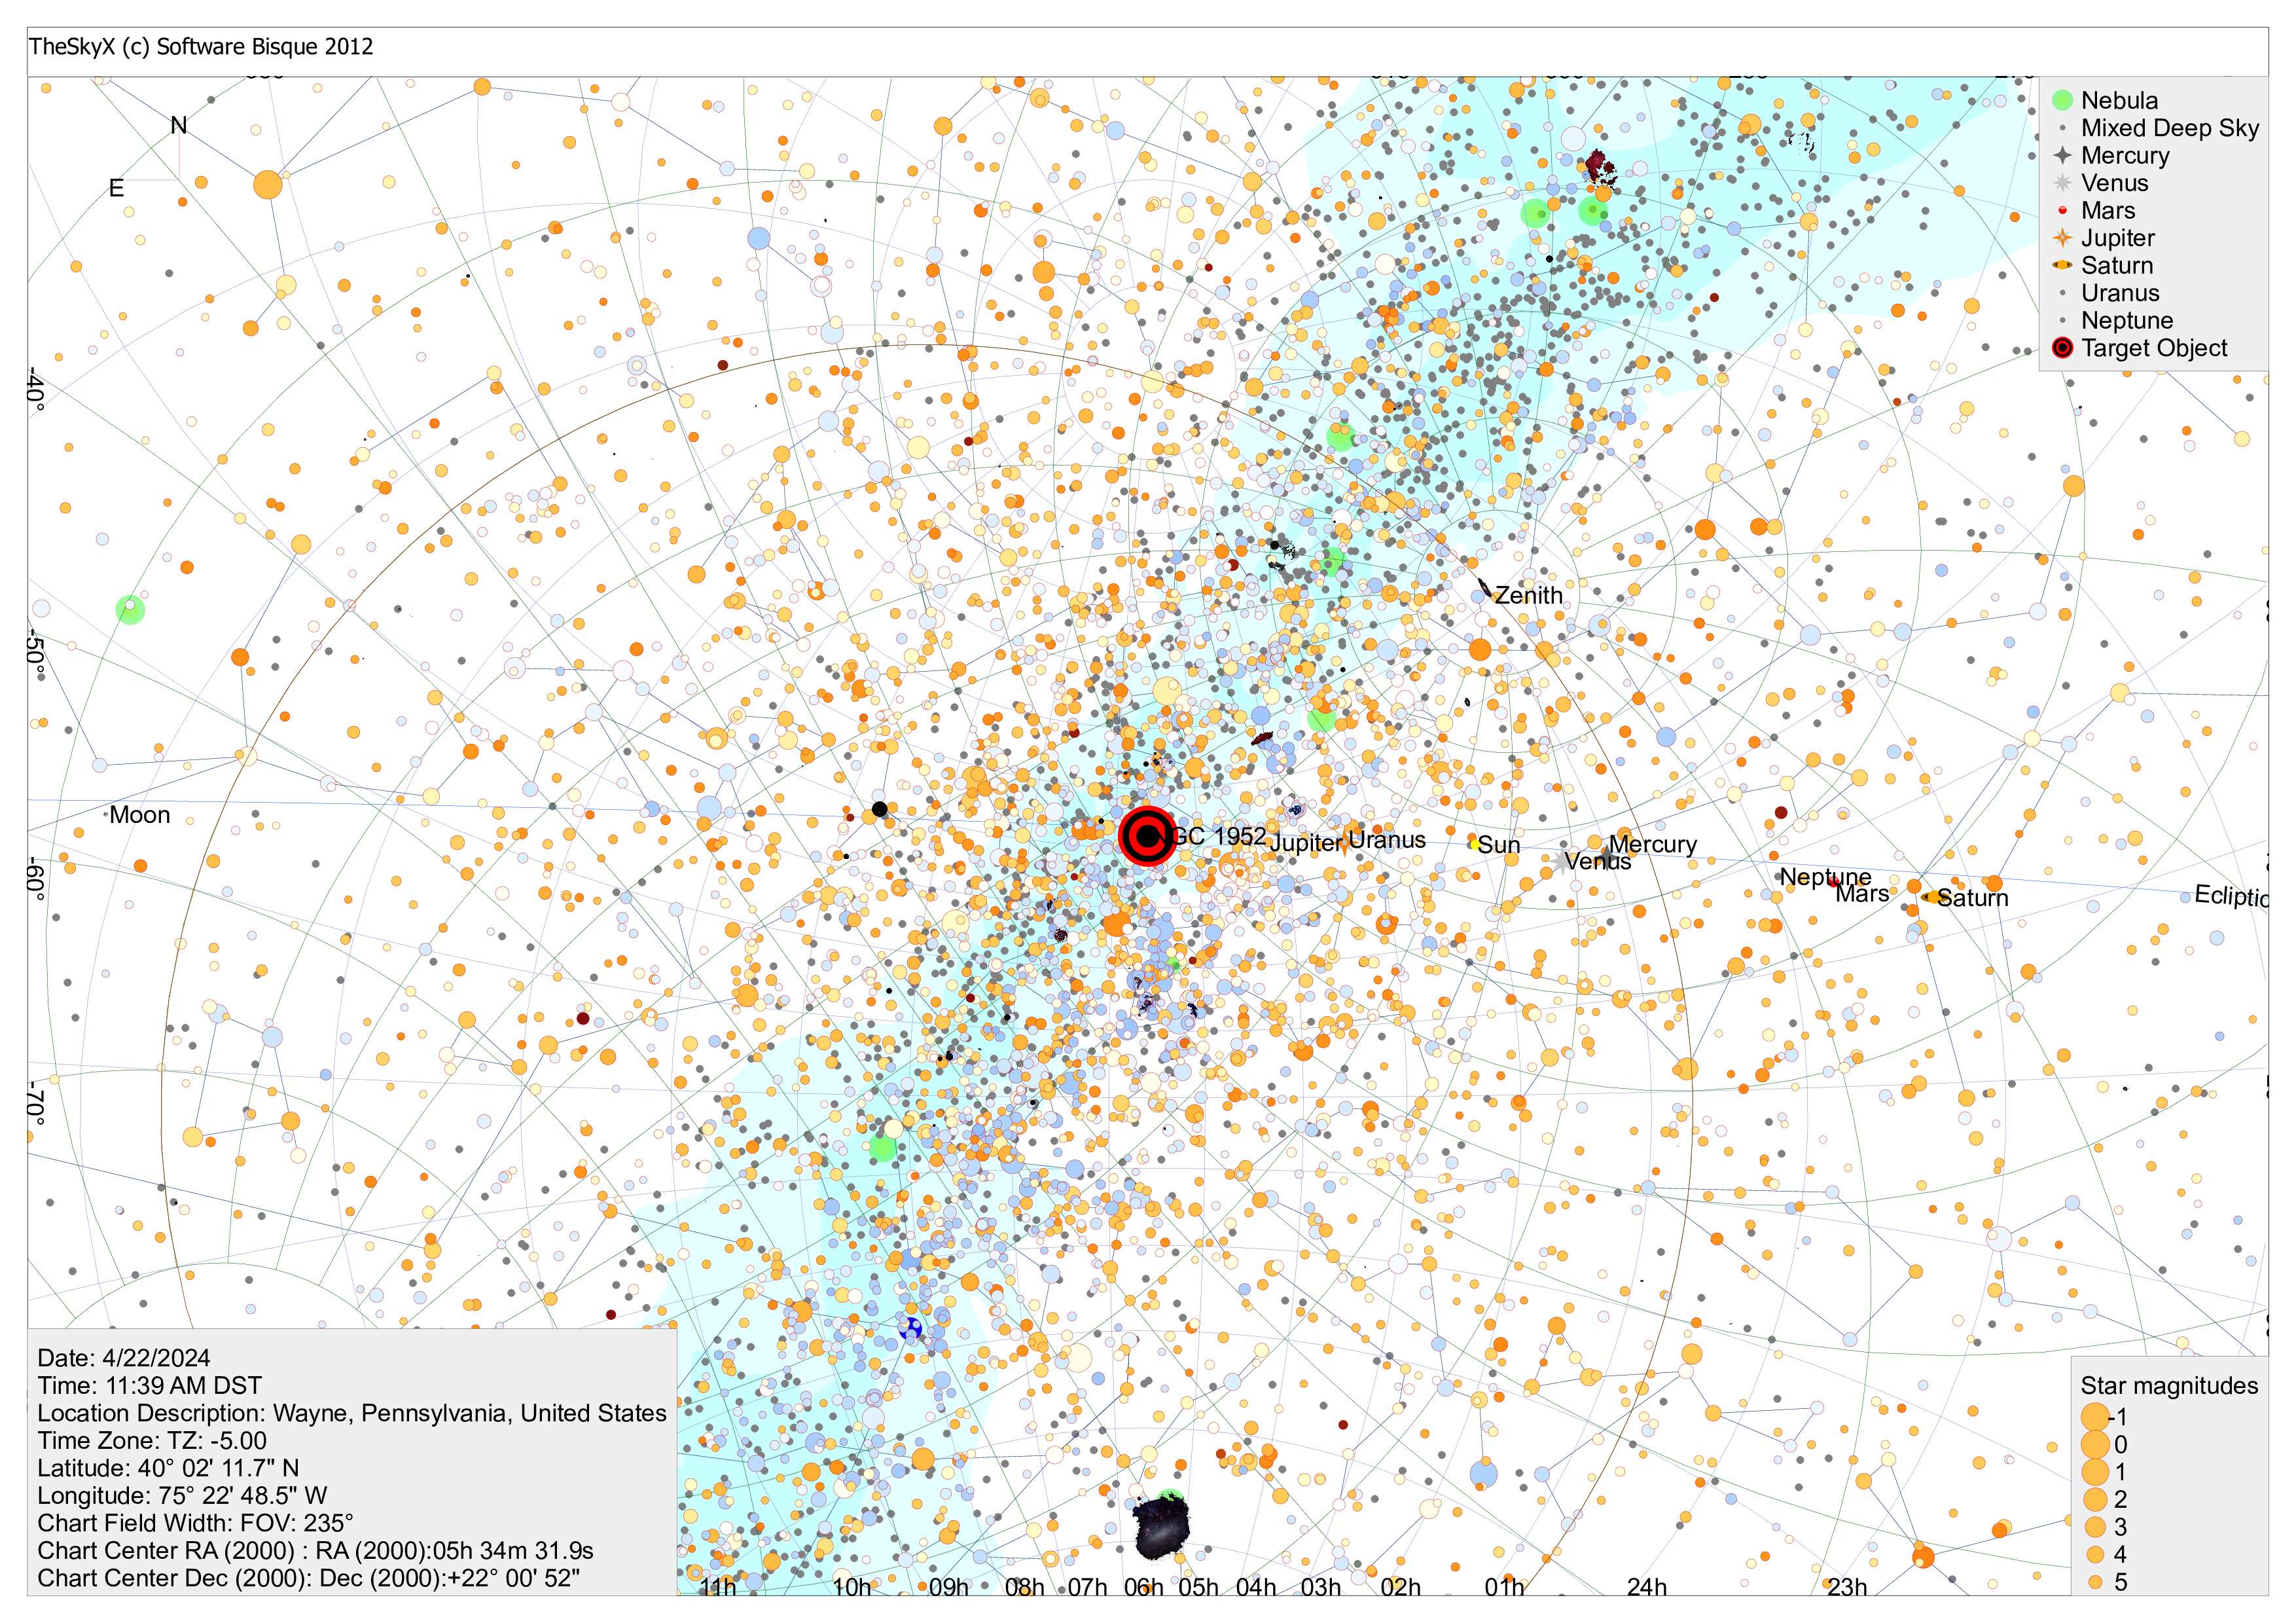 TheSkyX (c) Software Bisque 2012
N
E
Nebula
Mixed Deep Sky
Mercury
Venus
Mars
Jupiter
Saturn
Uranus
Neptune
Target Object
-40°
-50°
-60°
-70°
Zenith
Moon
GC 1952
Jupiter
Uranus
Sun
Mercury
Venus
Neptune
Mars
Saturn
Ecliptic
Date: 4/22/2024
Time: 11:39 AM DST
Location Description: Wayne, Pennsylvania, United States
Time Zone: TZ: -5.00
Latitude: 40° 02' 11.7" N
Longitude: 75° 22' 48.5" W
Chart Field Width: FOV: 235°
Chart Center RA (2000) : RA (2000):05h 34m 31.9s
Chart Center Dec (2000): Dec (2000):+22° 00' 52"
Star magnitudes
-1
0
1
2
3
4
5
11h 10h 09h 08h 07h 06h 05h 04h 03h 02h 01h 24h 23h